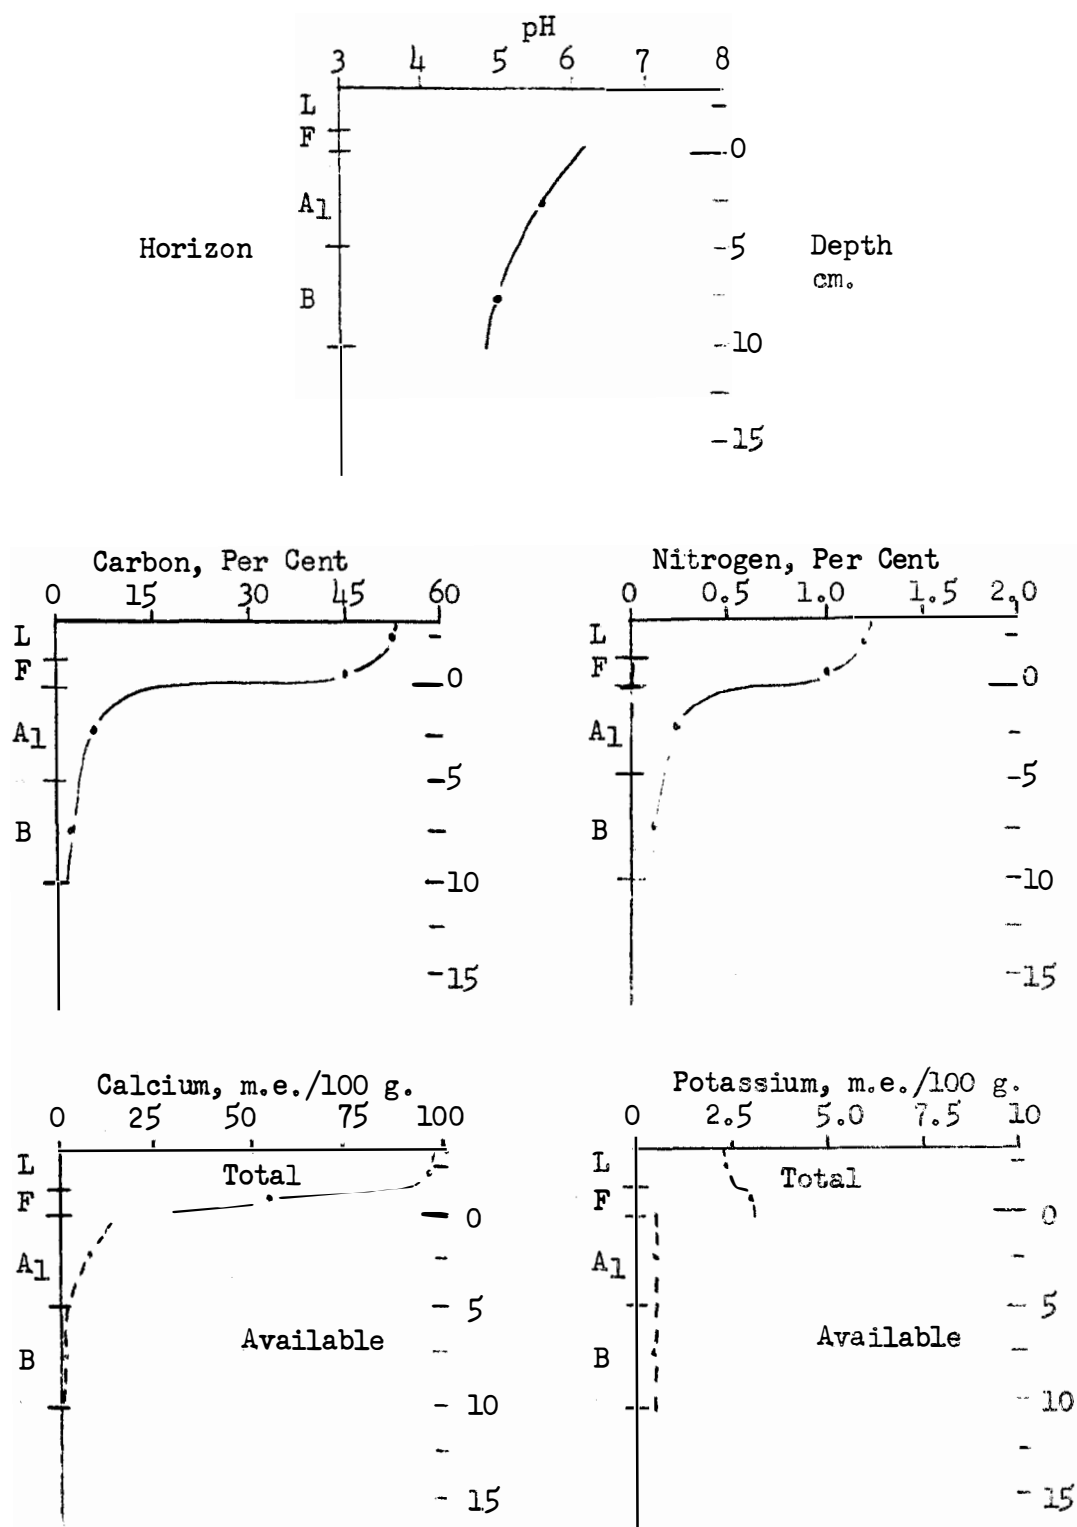 pH
3 4 5 6 7 8
L
F
0
A1
Horizon
5
Depth
cm.
B
10
15
Carbon, Per Cent
0 15 30 45 60
L
F
0
A1
5
B
10
15
Nitrogen, Per Cent
0 0.5 1.0 1.5 2.0
L
F
0
A1
5
B
10
15
Calcium, m.e./100 g.
0 25 50 75 100
L
Total
F
0
A1
5
Available
B
10
15
Potassium, m.e./100 g.
0 2.5 5.0 7.5 10
L
Total
F
0
A1
5
Available
B
10
15